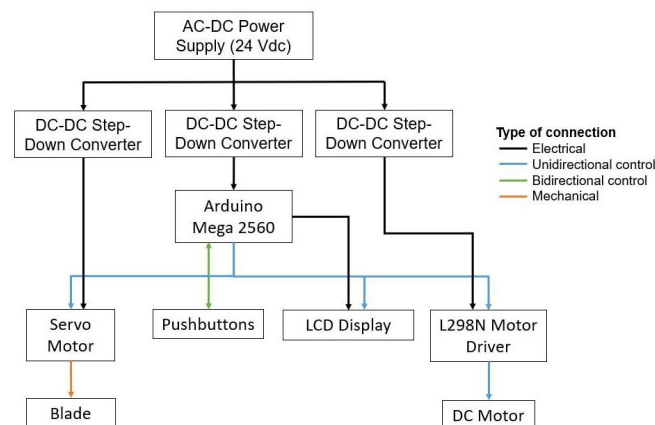 AC-DC Power
Supply (24 Vdc)
DC-DC Step-
Down Converter
DC-DC Step-
Down Converter
DC-DC Step-
Down Converter
Type of connection
Electrical
Unidirectional control
Bidirectional control
Mechanical
Arduino
Mega 2560
Servo
Motor
Pushbuttons
LCD Display
L298N Motor
Driver
Blade
DC Motor